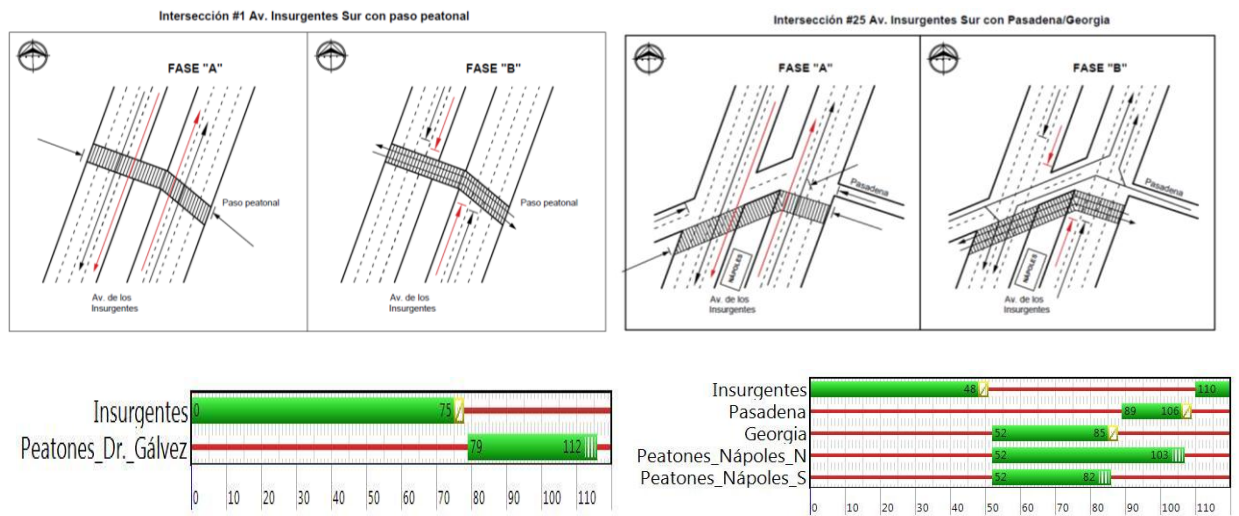 Intersección #1 Av. Insurgentes Sur con paso peatonal
FASE "A"
Paso peatonal
Av. de los
Insurgentes
FASE "B"
Paso peatonal
Av. de los
Insurgentes
Intersección #25 Av. Insurgentes Sur con Pasadena/Georgia
FASE "A"
Pasadena
NÁPOLES
Av. de los
Insurgentes
FASE "B"
Pasadena
NÁPOLES
Av. de los
Insurgentes
Insurgentes 0 75
Peatones_Dr._Gálvez 79 112
0 10 20 30 40 50 60 70 80 90 100 110
Insurgentes 48 110
Pasadena 89 106
Georgia 52 85
Peatones_Nápoles_N 52 103
Peatones_Nápoles_S 52 82
0 10 20 30 40 50 60 70 80 90 100 110